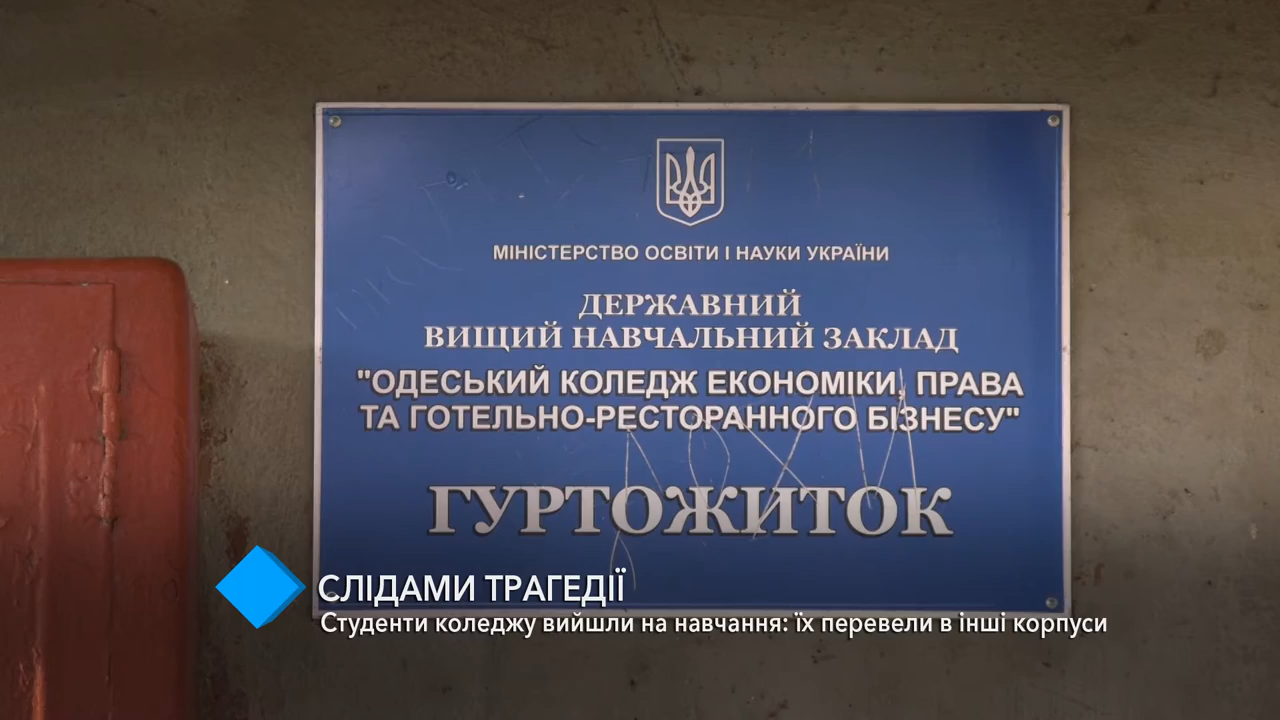 МІНІСТЕРСТВО ОСВІТИ І НАУКИ УКРАЇНИ
ДЕРЖАВНИЙ
ВИЩИЙ НАВЧАЛЬНИЙ ЗАКЛАД
"ОДЕСЬКИЙ КОЛЕДЖ ЕКОНОМІКИ, ПРАВА
ТА ГОТЕЛЬНО-РЕСТОРАННОГО БІЗНЕСУ"
ГУРТОЖИТОК
СЛІДАМИ ТРАГЕДІЇ
Студенти коледжу вийшли на навчання: їх перевели в інші корпуси